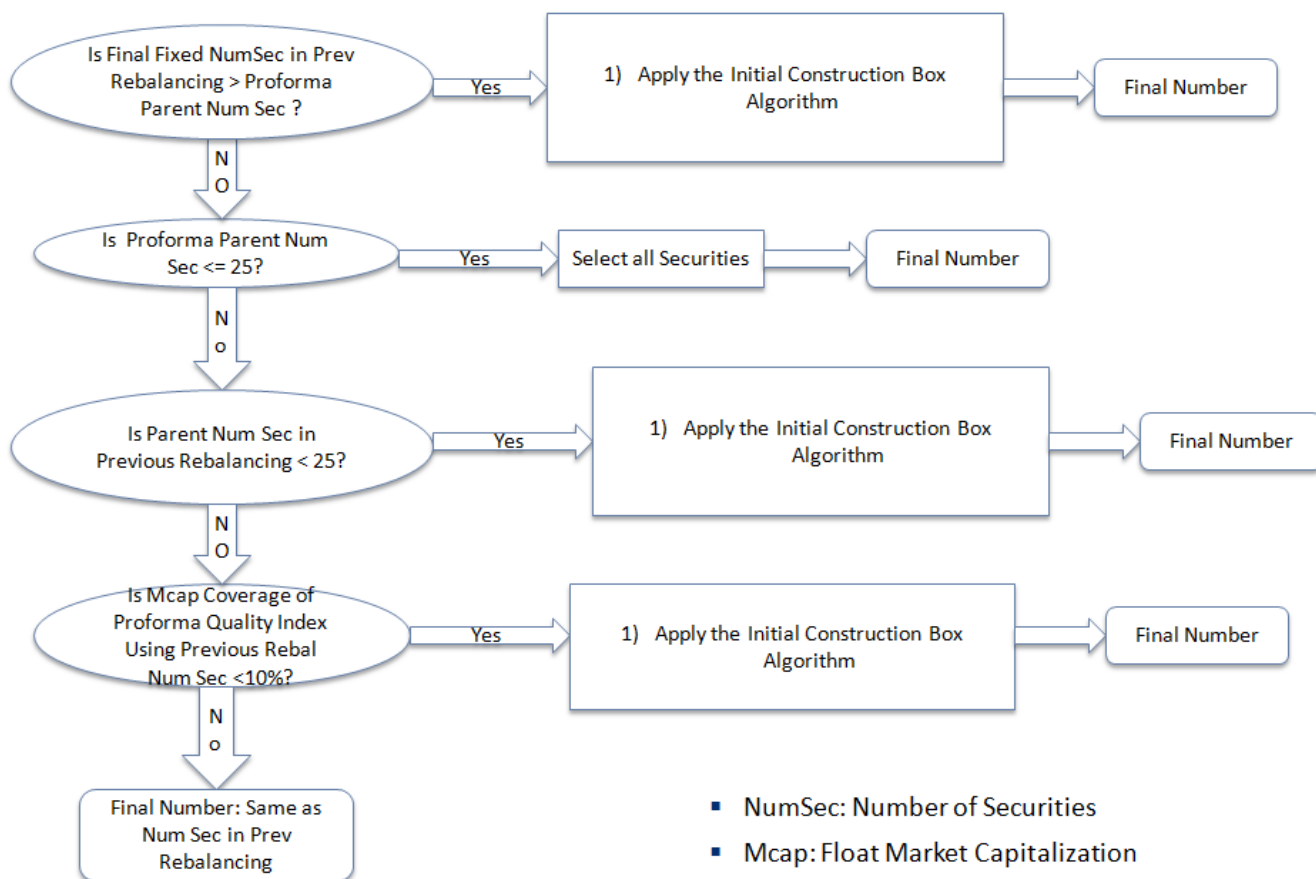 Is Final Fixed NumSec in Prev
Rebalancing > Proforma
Parent Num Sec ?
Yes
1) Apply the Initial Construction Box
Algorithm
Final Number
N
O
Is Proforma Parent Num
Sec <= 25?
Yes
Select all Securities
Final Number
N
o
Is Parent Num Sec in
Previous Rebalancing < 25?
Yes
1) Apply the Initial Construction Box
Algorithm
Final Number
N
O
Is Mcap Coverage of
Proforma Quality Index
Using Previous Rebal
Num Sec <10%?
Yes
1) Apply the Initial Construction Box
Algorithm
Final Number
N
o
Final Number: Same as
Num Sec in Prev
Rebalancing
▪ NumSec: Number of Securities
▪ Mcap: Float Market Capitalization